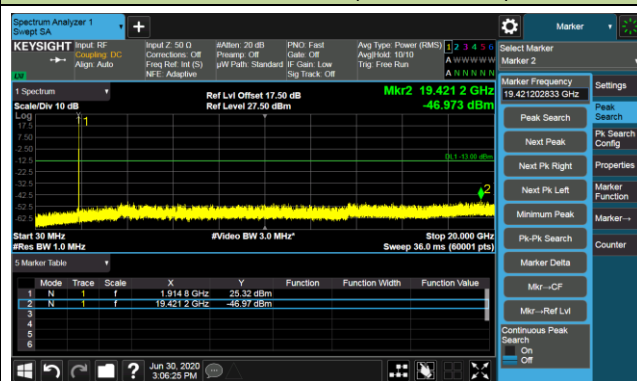 Spectrum Analyzer 1
Swept SA
Marker
KEYSIGHT
Input: RF
Coupling: DC
Align: Auto
Input Z: 50 Ω
Corrections: Off
Freq Ref: Int (S)
NFE: Adaptive
#Atten: 20 dB
Preamp: Off
µW Path: Standard
PNO: Fast
Gate: Off
IF Gain: Low
Sig Track: Off
Avg Type: Power (RMS)
Avg|Hold: 10/10
Trig: Free Run
1 2 3 4 5 6
A W W W W W
A N N N N N
LXI
Select Marker
Marker 2
1 Spectrum
Scale/Div 10 dB
Ref Lvl Offset 17.50 dB
Ref Level 27.50 dBm
Mkr2 19.421 2 GHz
-46.973 dBm
Log
17.5
7.50
-2.50
-12.5
-22.5
-32.5
-42.5
-52.5
-62.5
1
DL1 -13.00 dBm
2
Start 30 MHz
#Res BW 1.0 MHz
#Video BW 3.0 MHz*
Stop 20.000 GHz
Sweep 36.0 ms (60001 pts)
5 Marker Table
Mode Trace Scale X Y Function Function Width Function Value
1 N 1 f 1.914 8 GHz 25.32 dBm
2 N 1 f 19.421 2 GHz -46.97 dBm
3
4
5
6
Marker Frequency
19.421202833 GHz
Peak Search
Next Peak
Next Pk Right
Next Pk Left
Minimum Peak
Pk-Pk Search
Marker Delta
Mkr→CF
Mkr→Ref Lvl
Continuous Peak Search
On
Off
Settings
Peak Search
Pk Search Config
Properties
Marker Function
Marker→
Counter
Jun 30, 2020
3:06:25 PM